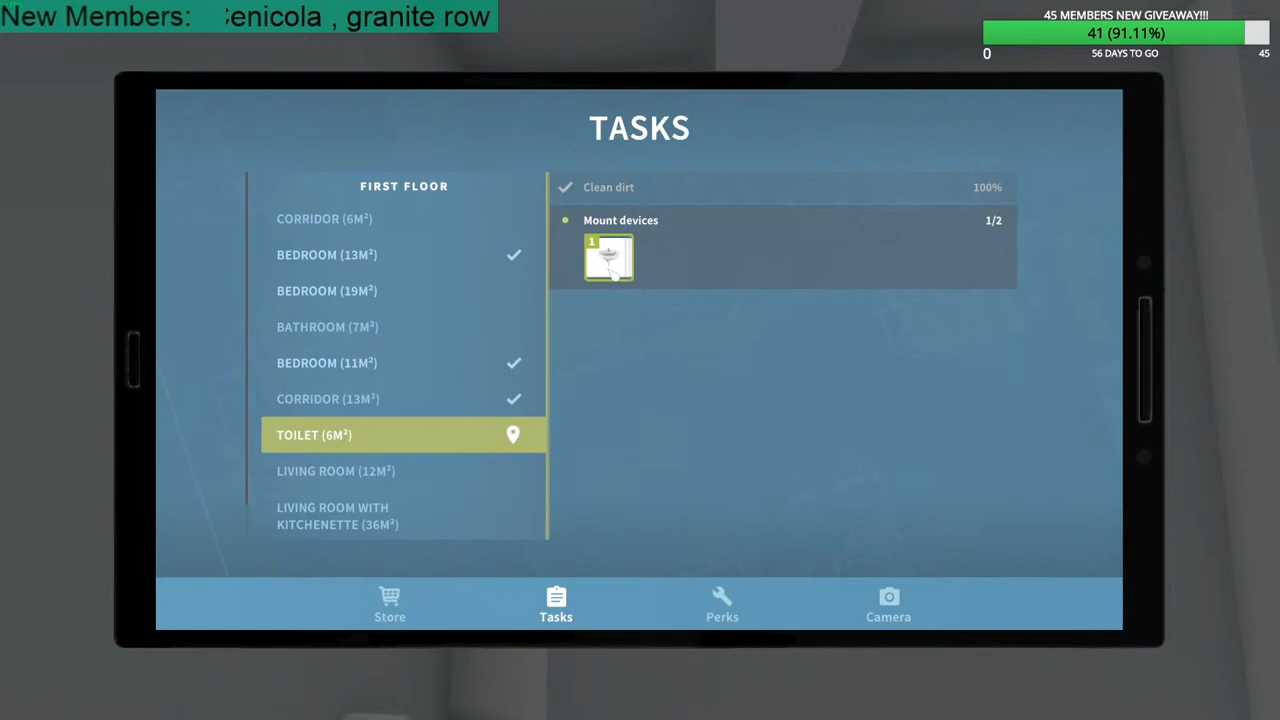 New Members: Cenicola , granite row
45 MEMBERS NEW GIVEAWAY!!!
41 (91.11%)
0 56 DAYS TO GO 45
TASKS
FIRST FLOOR
CORRIDOR (6M²)
BEDROOM (13M²)
BEDROOM (19M²)
BATHROOM (7M²)
BEDROOM (11M²)
CORRIDOR (13M²)
TOILET (6M²)
LIVING ROOM (12M²)
LIVING ROOM WITH
KITCHENETTE (36M²)
Clean dirt 100%
Mount devices 1/2
1
Store Tasks Perks Camera